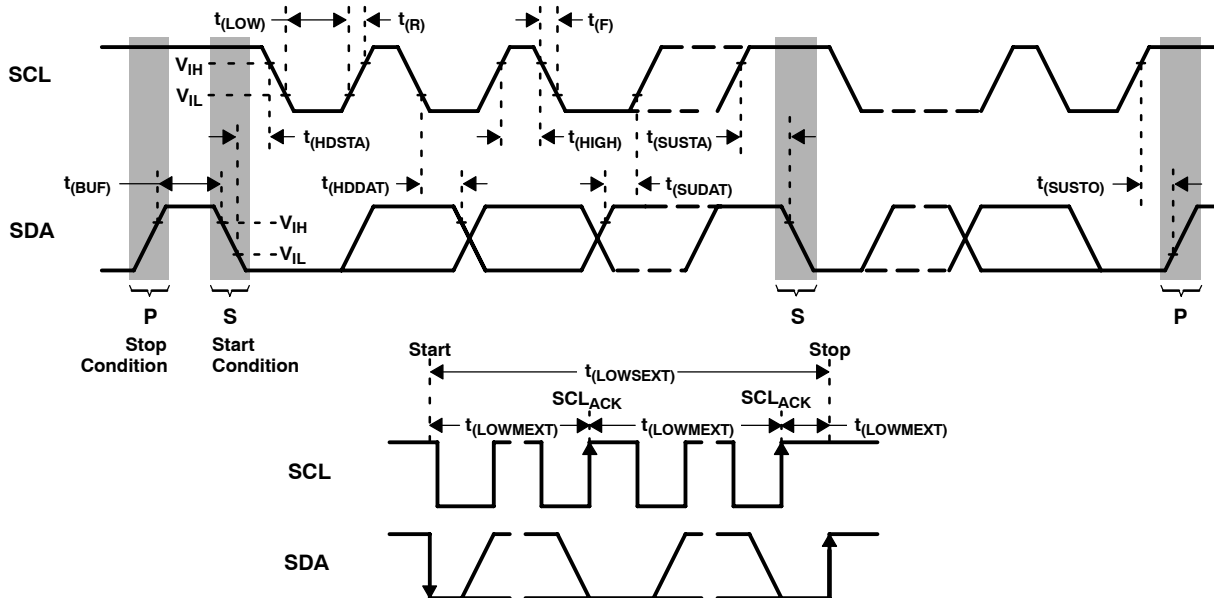 t(LOW)
t(R)
t(F)
SCL
VIH
VIL
t(HDSTA)
t(HIGH)
t(SUSTA)
t(BUF)
t(HDDAT)
t(SUDAT)
t(SUSTO)
SDA
VIH
VIL
P
S
S
P
Stop Condition
Start Condition
Start
Stop
t(LOWSEXT)
SCLACK
SCLACK
t(LOWMEXT)
t(LOWMEXT)
t(LOWMEXT)
SCL
SDA